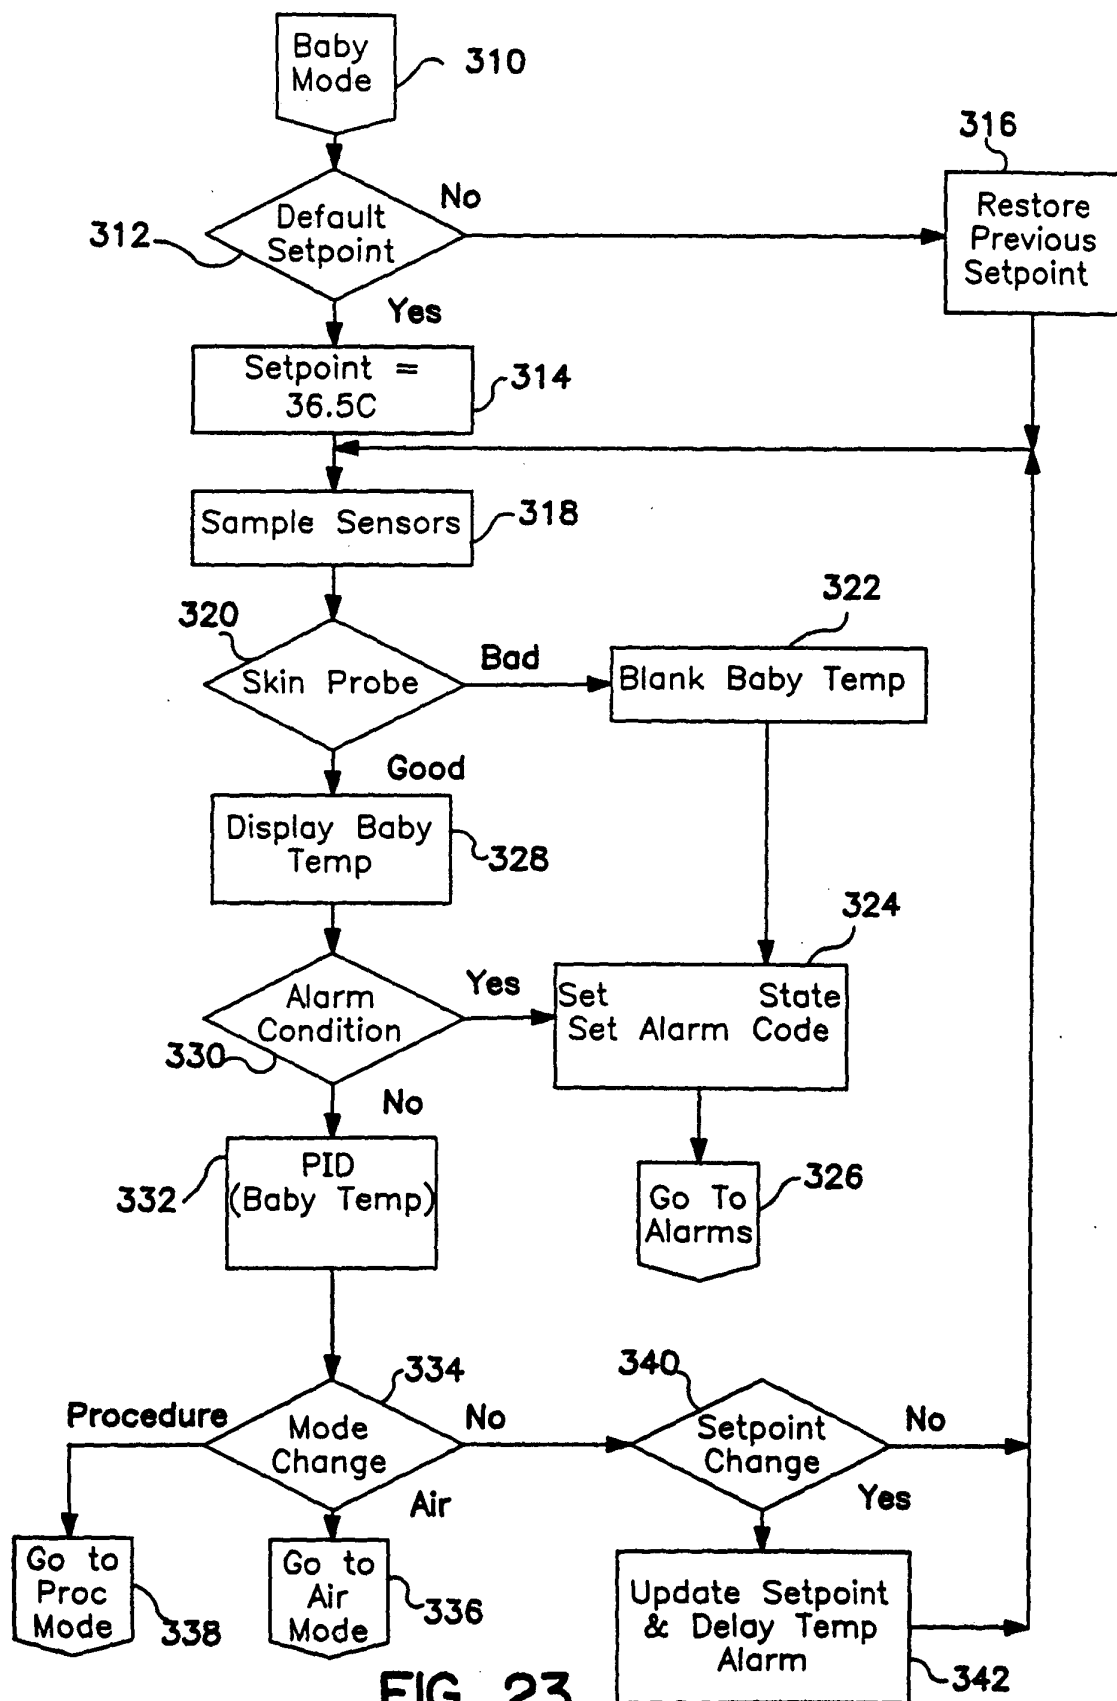 Baby
Mode
310
316
312
Default
Setpoint
No
Restore
Previous
Setpoint
Yes
Setpoint =
36.5C
314
Sample Sensors
318
320
Skin Probe
Bad
322
Blank Baby Temp
Good
Display Baby
Temp
328
324
Alarm
Condition
Yes
330
Set State
Set Alarm Code
No
PID
(Baby Temp)
332
Go To
Alarms
326
334
340
Procedure
Mode
Change
No
Setpoint
Change
No
Air
Yes
Go to
Proc
Mode
338
Go to
Air
Mode
336
Update Setpoint
& Delay Temp
Alarm
342
FIG. 23